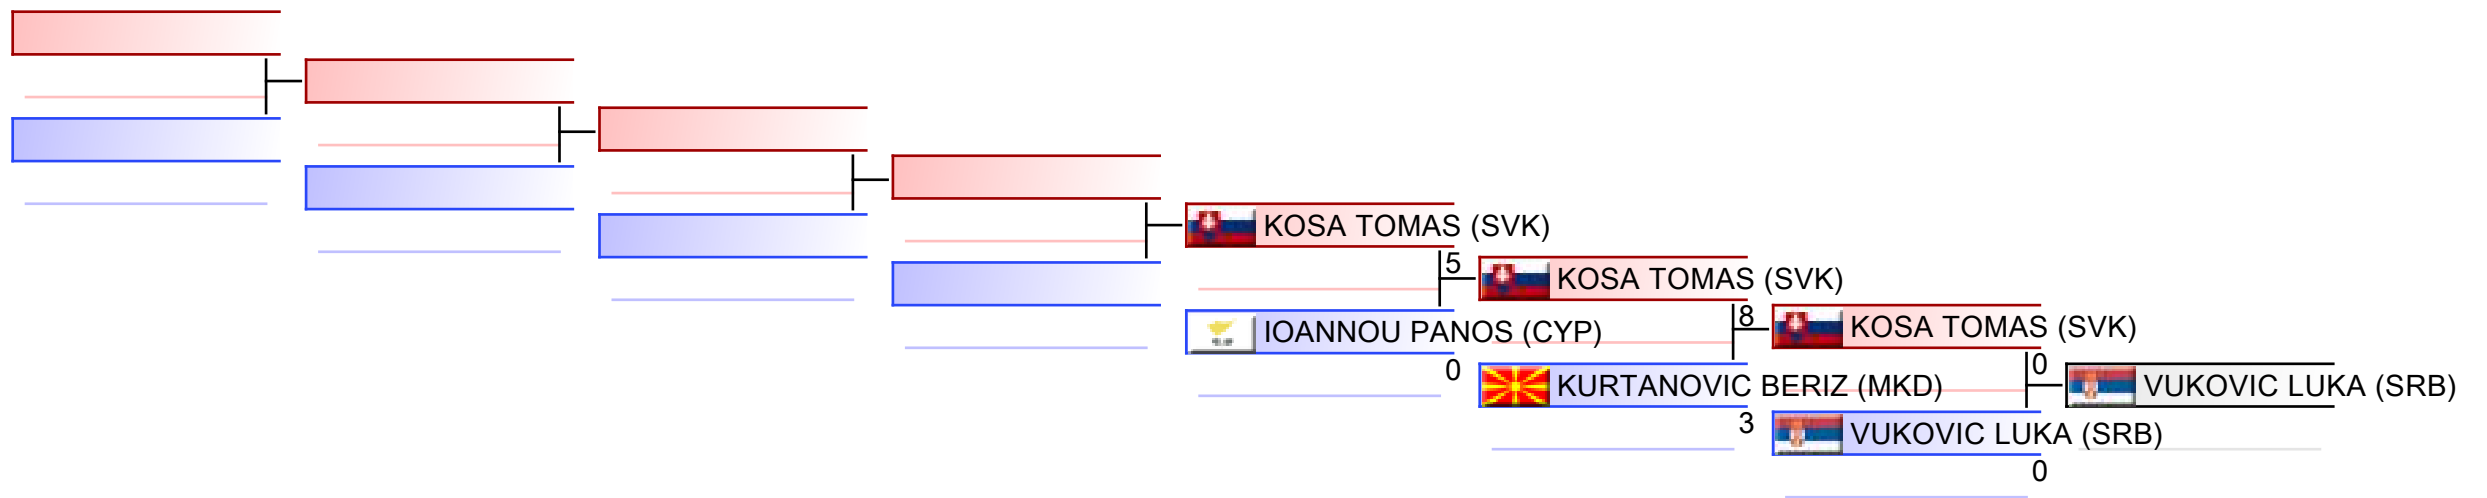 KOSA TOMAS (SVK)
5
IOANNOU PANOS (CYP)
0
KOSA TOMAS (SVK)
8
KURTANOVIC BERIZ (MKD)
3
KOSA TOMAS (SVK)
0
VUKOVIC LUKA (SRB)
0
VUKOVIC LUKA (SRB)